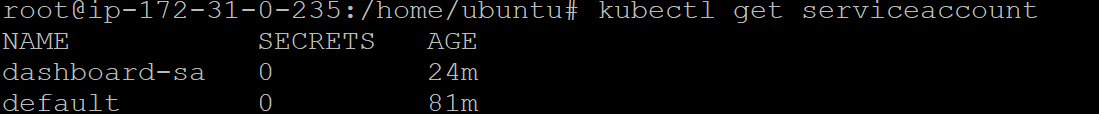 root@ip-172-31-0-235:/home/ubuntu# kubectl get serviceaccount
NAME           SECRETS   AGE
dashboard-sa   0         24m
default        0         81m